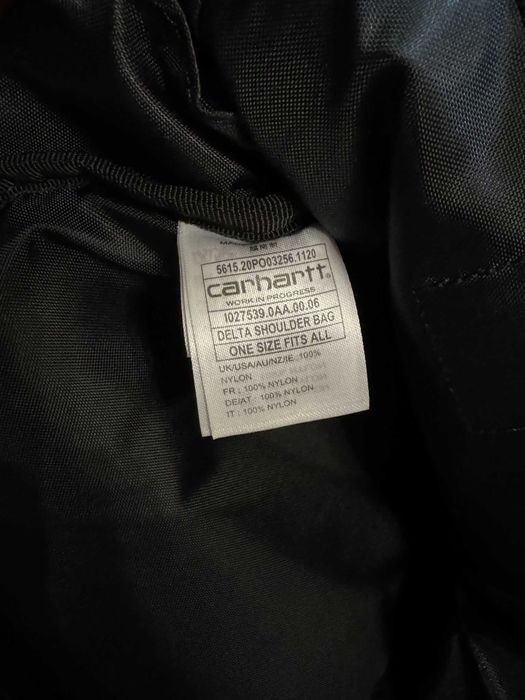 5615.20PO03256.1120
carhartt.
WORK IN PROGRESS
1027539.0AA.00.06
DELTA SHOULDER BAG
ONE SIZE FITS ALL
UK/USA/AU/NZ/IE 100%
NYLON
FR : 100% NYLON
DE/AT : 100% NYLON
IT : 100% NYLON